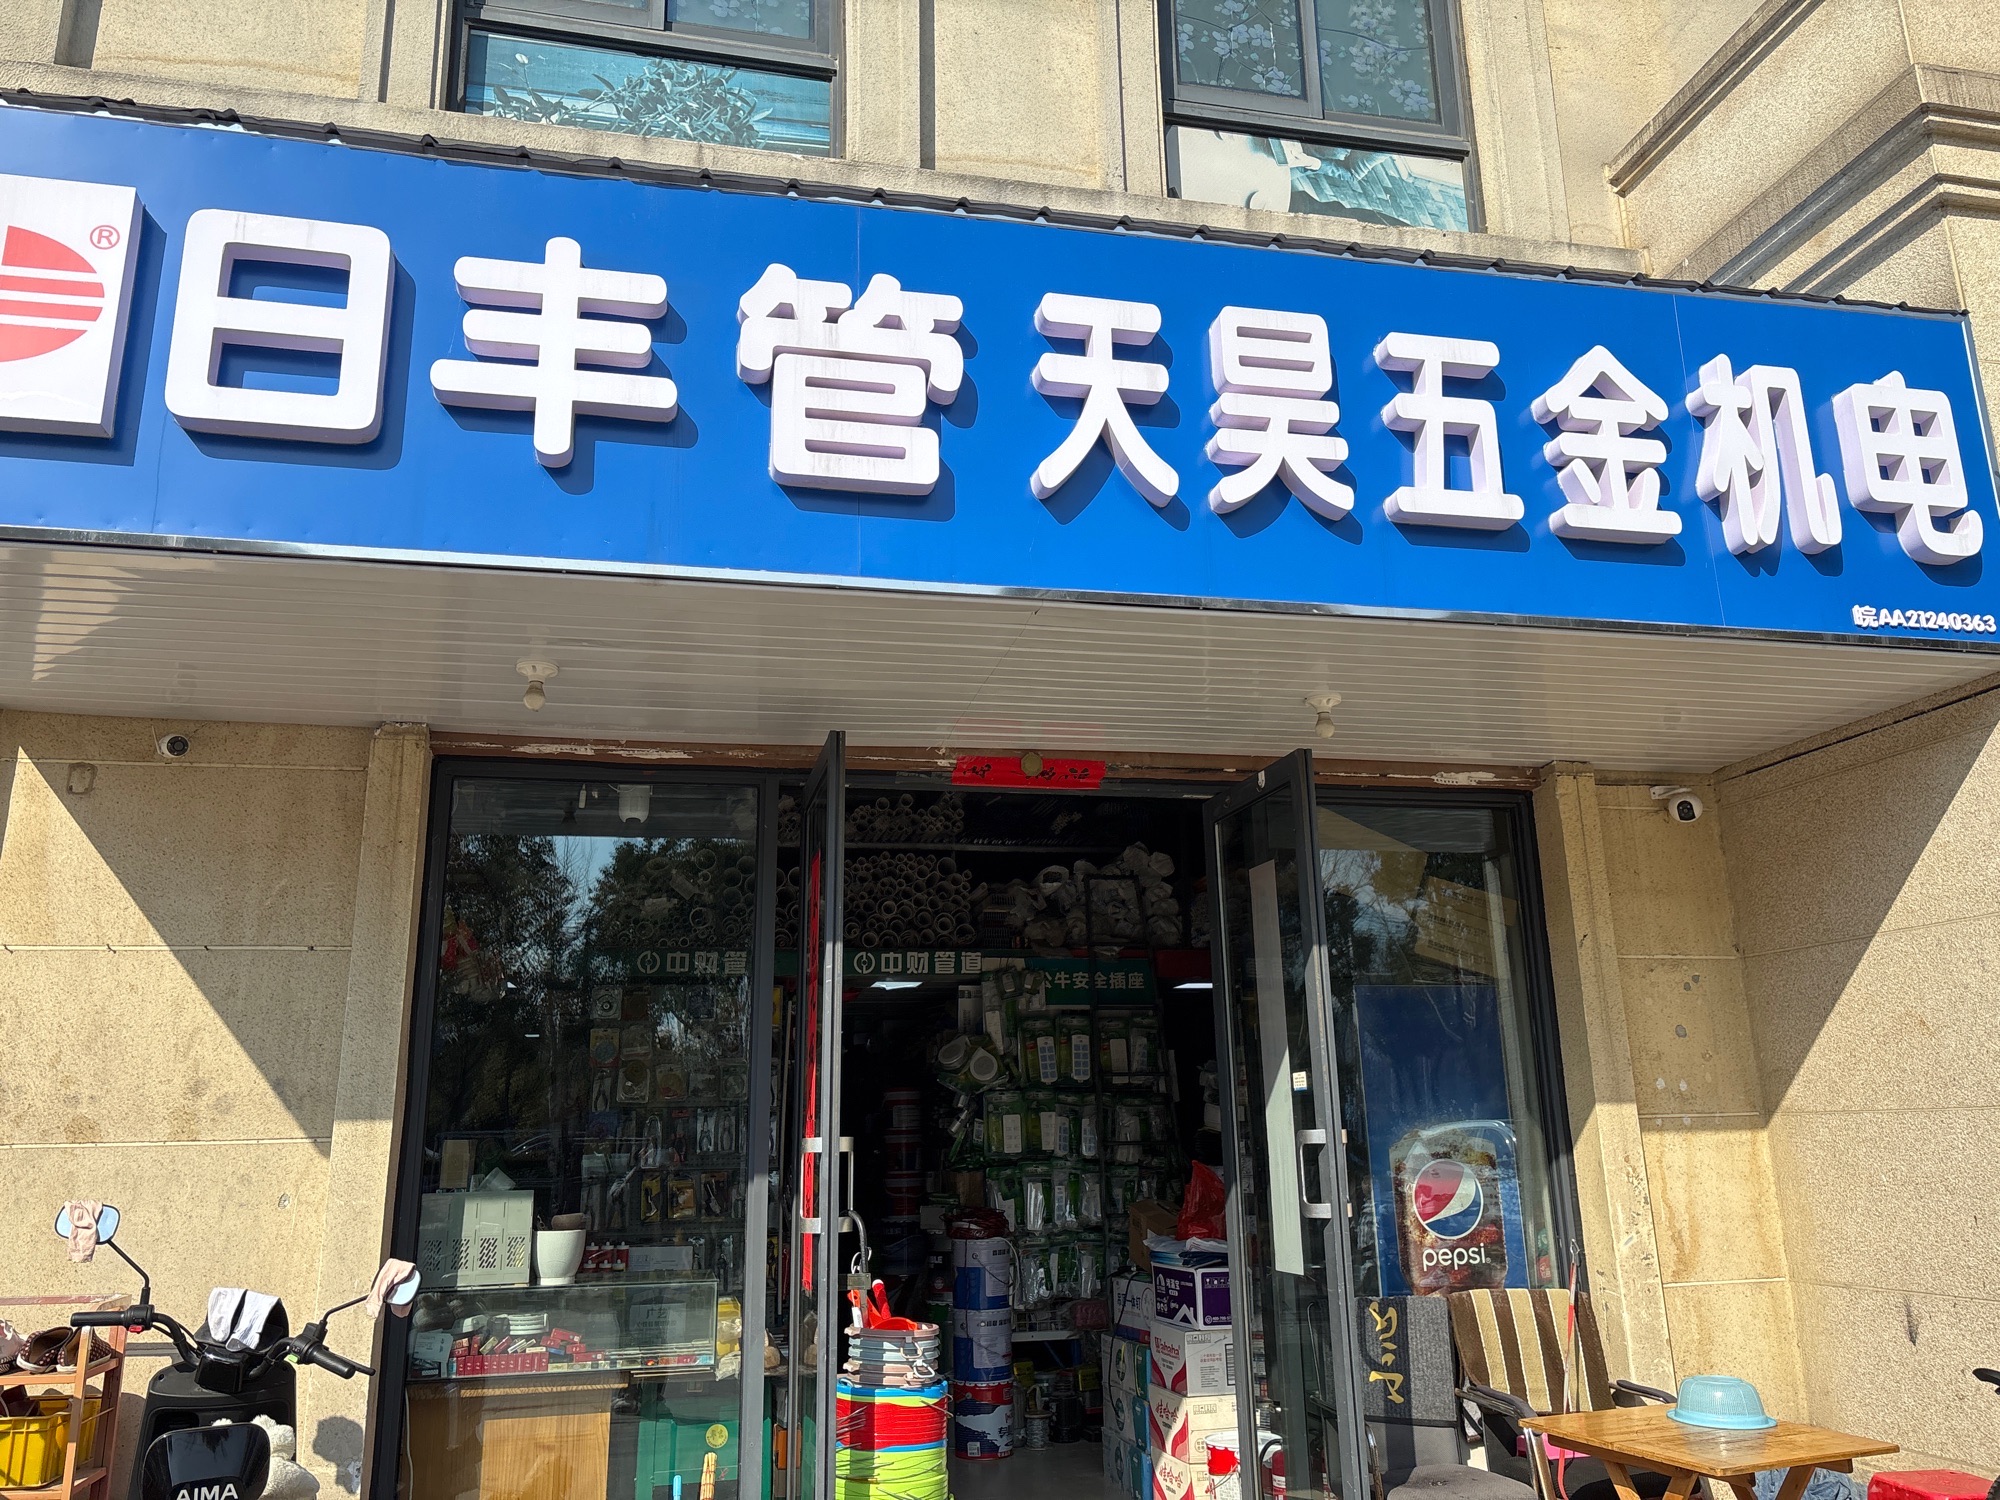 ®
日丰管 天昊五金机电
皖AA21240363
中财管
中财管道
公牛安全插座
pepsi
AIMA